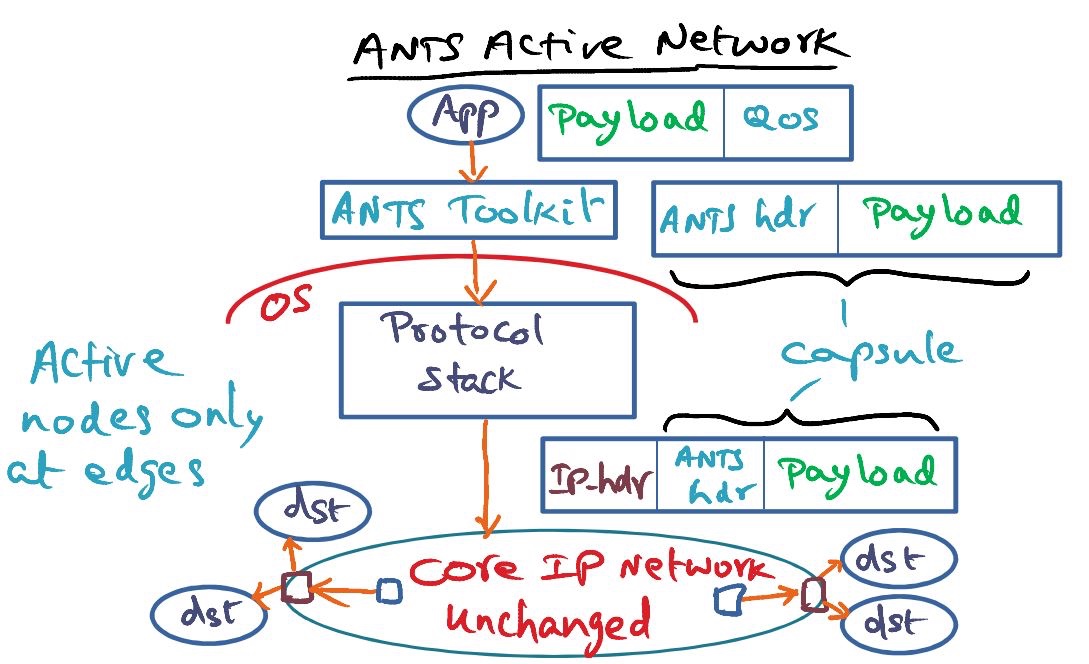 ANTS Active Network
App
Payload QOS
ANTS Toolkit
ANTS hdr Payload
OS
Protocol
stack
capsule
Active
nodes only
at edges
IP-hdr ANTS hdr Payload
dst
dst
Core IP Network
Unchanged
dst
dst